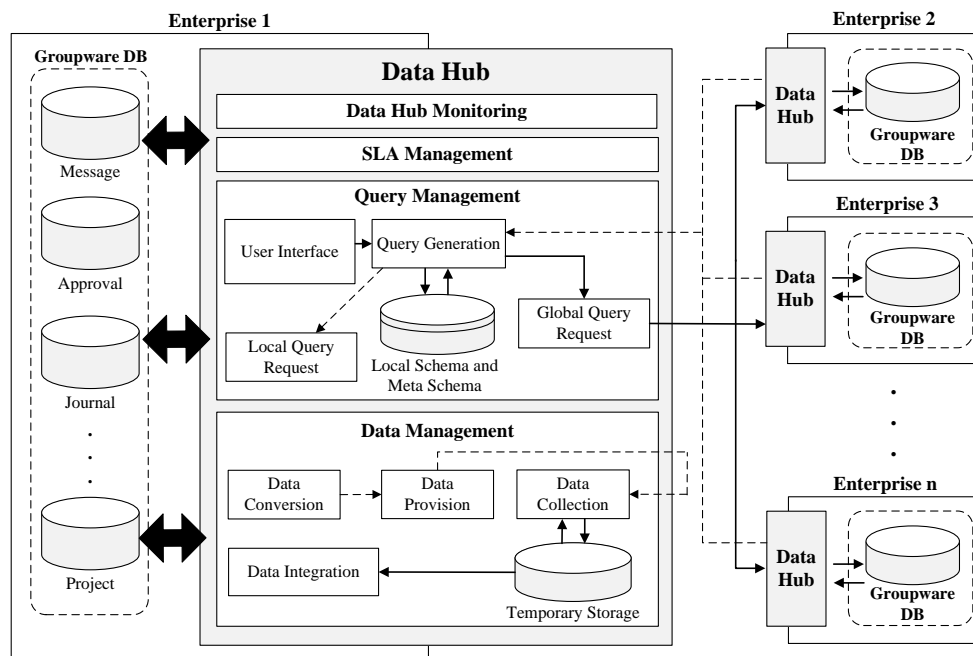 Enterprise 1
Groupware DB
Message
Approval
Journal
Project
Data Hub
Data Hub Monitoring
SLA Management
Query Management
User Interface
Query Generation
Local Query
Request
Local Schema and
Meta Schema
Global Query
Request
Data Management
Data
Conversion
Data
Provision
Data
Collection
Data Integration
Temporary Storage
Enterprise 2
Data
Hub
Groupware
DB
Enterprise 3
Data
Hub
Groupware
DB
Enterprise n
Data
Hub
Groupware
DB